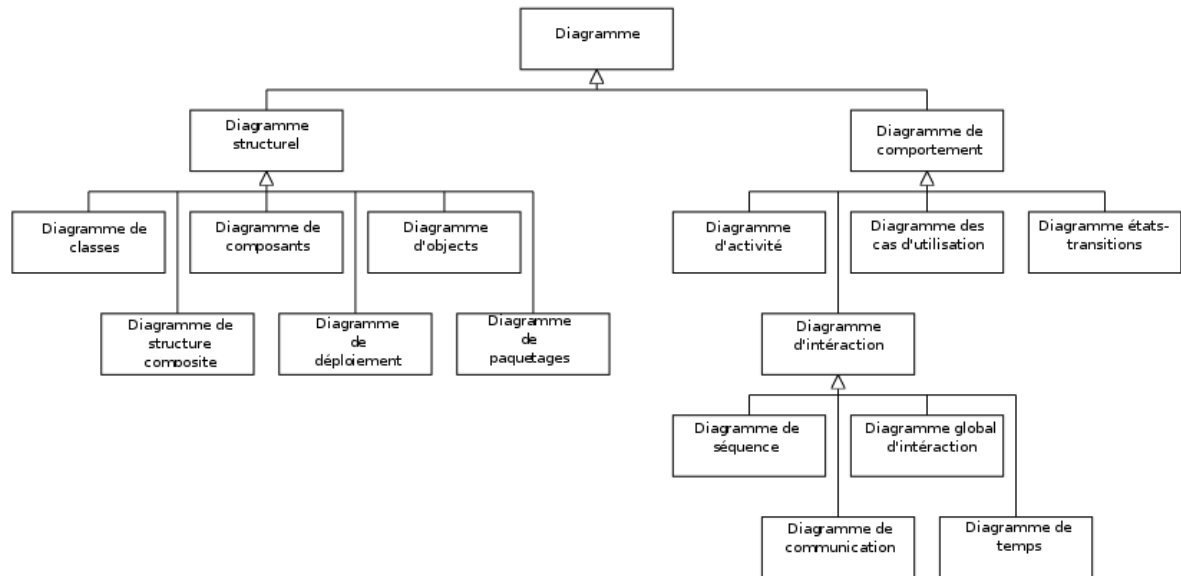 Diagramme
Diagramme
structurel
Diagramme de
comportement
Diagramme de
classes
Diagramme de
composants
Diagramme
d'objects
Diagramme
d'activité
Diagramme des
cas d'utilisation
Diagramme états-
transitions
Diagramme de
structure
composite
Diagramme
de
déploiement
Diagramme
de
paquetages
Diagramme
d'intéraction
Diagramme de
séquence
Diagramme global
d'intéraction
Diagramme de
communication
Diagramme de
temps